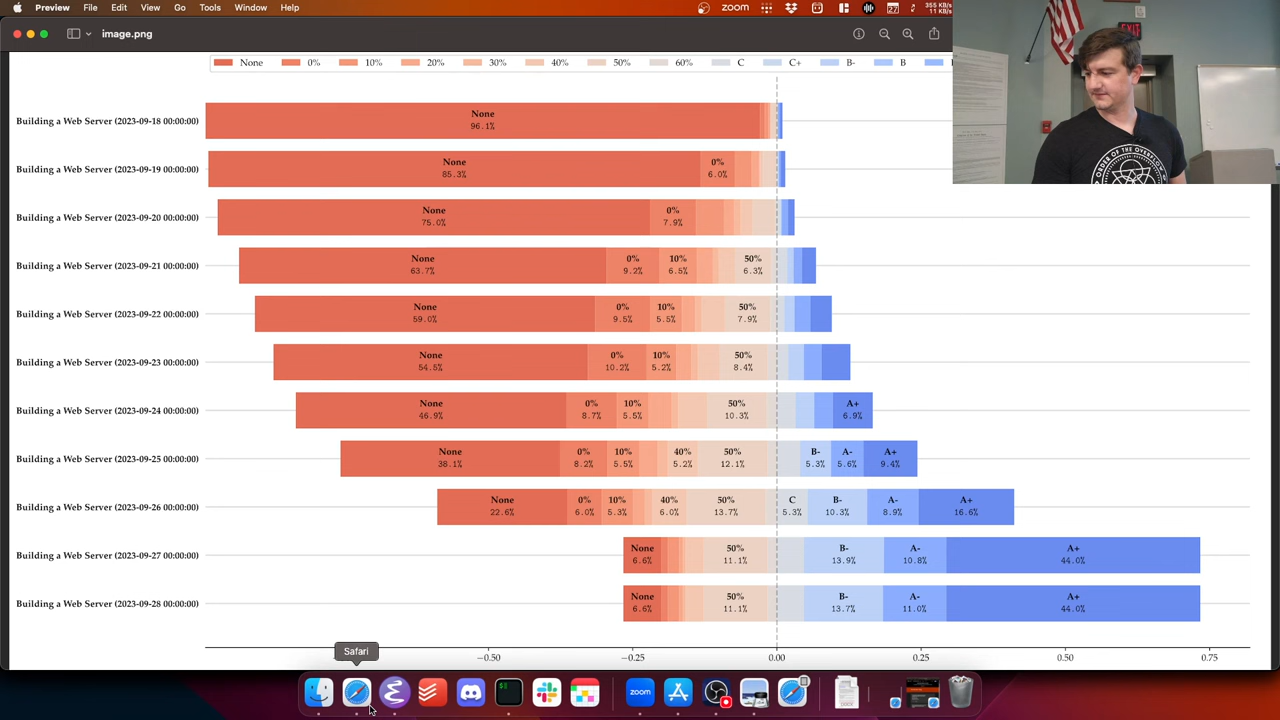 Preview File Edit View Go Tools Window Help zoom 27 355 KB/s
11 KB/s
image.png
None 0% 10% 20% 30% 40% 50% 60% C C+ B- B
EXIT
ORDER OF THE OVERFLOW
Building a Web Server (2023-09-18 00:00:00) None
96.1%
Building a Web Server (2023-09-19 00:00:00) None 0%
85.3% 6.0%
Building a Web Server (2023-09-20 00:00:00) None 0%
75.0% 7.9%
Building a Web Server (2023-09-21 00:00:00) None 0% 10% 50%
63.7% 9.2% 6.5% 6.3%
Building a Web Server (2023-09-22 00:00:00) None 0% 10% 50%
59.0% 9.5% 5.5% 7.9%
Building a Web Server (2023-09-23 00:00:00) None 0% 10% 50%
54.5% 10.2% 5.2% 8.4%
Building a Web Server (2023-09-24 00:00:00) None 0% 10% 50% A+
46.9% 8.7% 5.5% 10.3% 6.9%
Building a Web Server (2023-09-25 00:00:00) None 0% 10% 40% 50% B- A- A+
38.1% 8.2% 5.5% 5.2% 12.1% 5.3% 5.6% 9.4%
Building a Web Server (2023-09-26 00:00:00) None 0% 10% 40% 50% C B- A- A+
22.6% 6.0% 5.3% 6.0% 13.7% 5.3% 10.3% 8.9% 16.6%
Building a Web Server (2023-09-27 00:00:00) None 50% B- A- A+
6.6% 11.1% 13.9% 10.8% 44.0%
Building a Web Server (2023-09-28 00:00:00) None 50% B- A- A+
6.6% 11.1% 13.7% 11.0% 44.0%
Safari
−0.50 −0.25 0.00 0.25 0.50 0.75
zoom